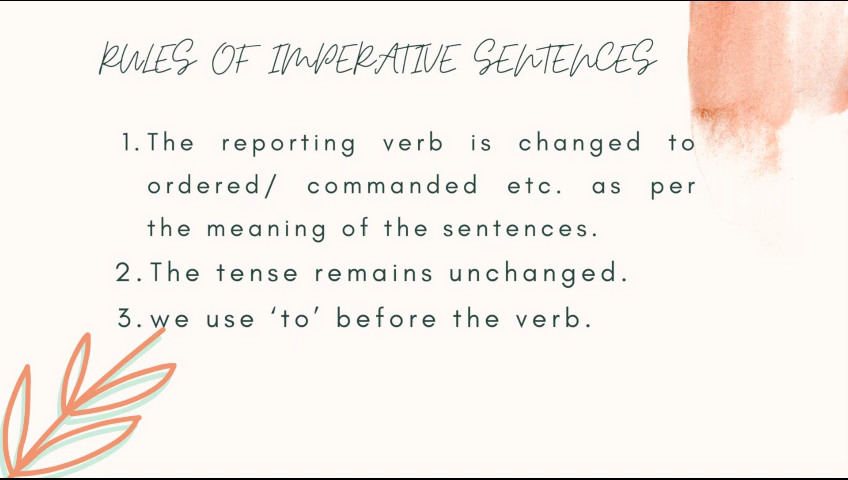 RULES OF IMPERATIVE SENTENCES
1. The reporting verb is changed to
ordered/ commanded etc. as per
the meaning of the sentences.
2. The tense remains unchanged.
3. we use ‘to’ before the verb.